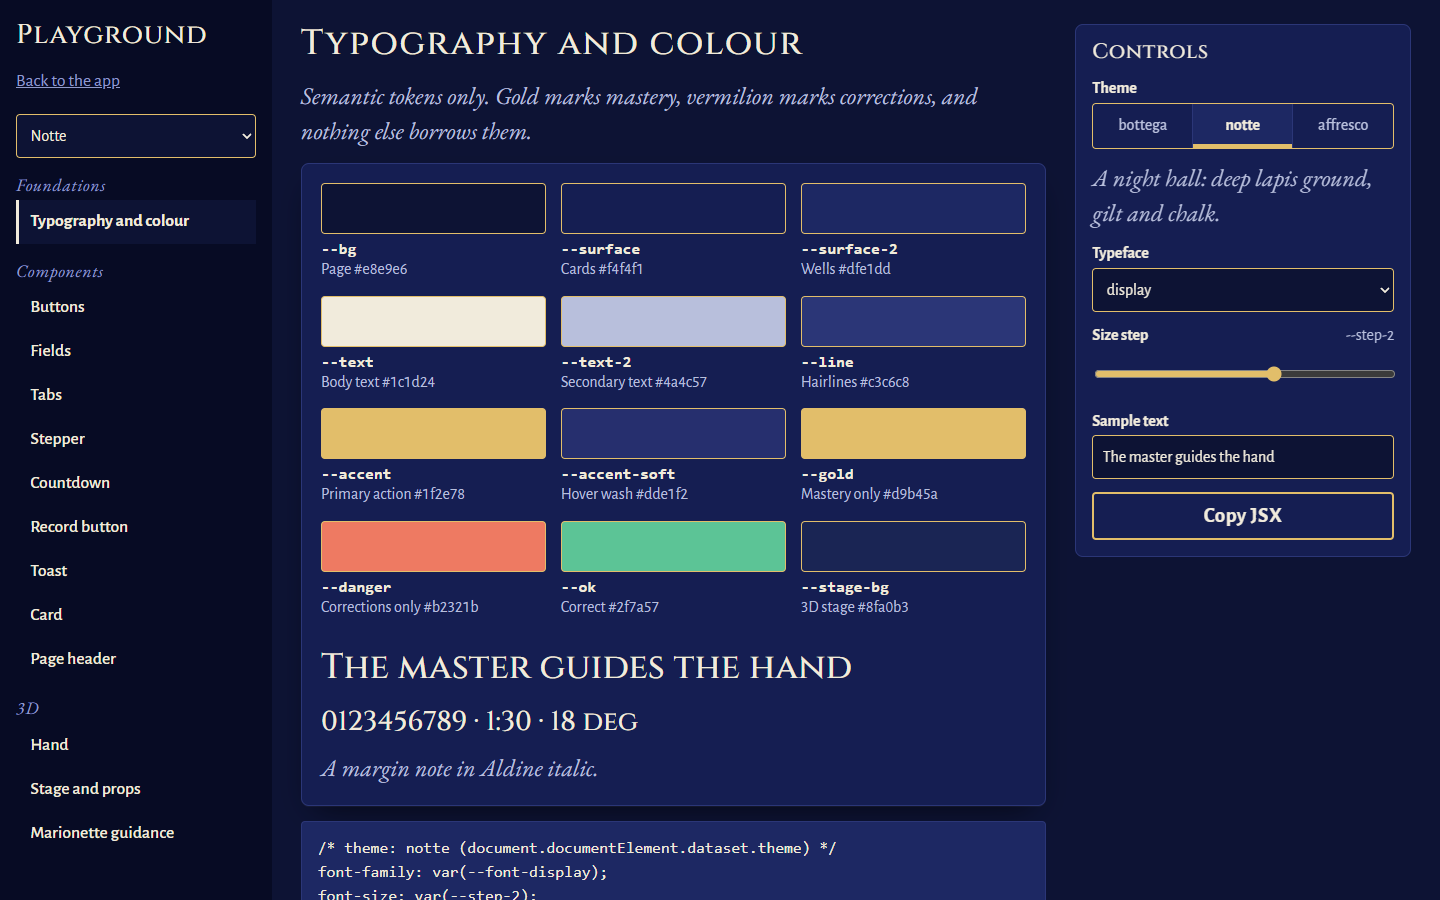 Playground
Back to the app
Notte
Foundations
Typography and colour
Components
Buttons
Fields
Tabs
Stepper
Countdown
Record button
Toast
Card
Page header
3D
Hand
Stage and props
Marionette guidance
Typography and colour
Semantic tokens only. Gold marks mastery, vermilion marks corrections, and
nothing else borrows them.
--bg
Page #e8e9e6
--surface
Cards #f4f4f1
--surface-2
Wells #dfe1dd
--text
Body text #1c1d24
--text-2
Secondary text #4a4c57
--line
Hairlines #c3c6c8
--accent
Primary action #1f2e78
--accent-soft
Hover wash #dde1f2
--gold
Mastery only #d9b45a
--danger
Corrections only #b2321b
--ok
Correct #2f7a57
--stage-bg
3D stage #8fa0b3
The master guides the hand
0123456789 · 1:30 · 18 deg
A margin note in Aldine italic.
/* theme: notte (document.documentElement.dataset.theme) */
font-family: var(--font-display);
font-size: var(--step-2);
Controls
Theme
bottega
notte
affresco
A night hall: deep lapis ground,
gilt and chalk.
Typeface
display
Size step
--step-2
Sample text
The master guides the hand
Copy JSX